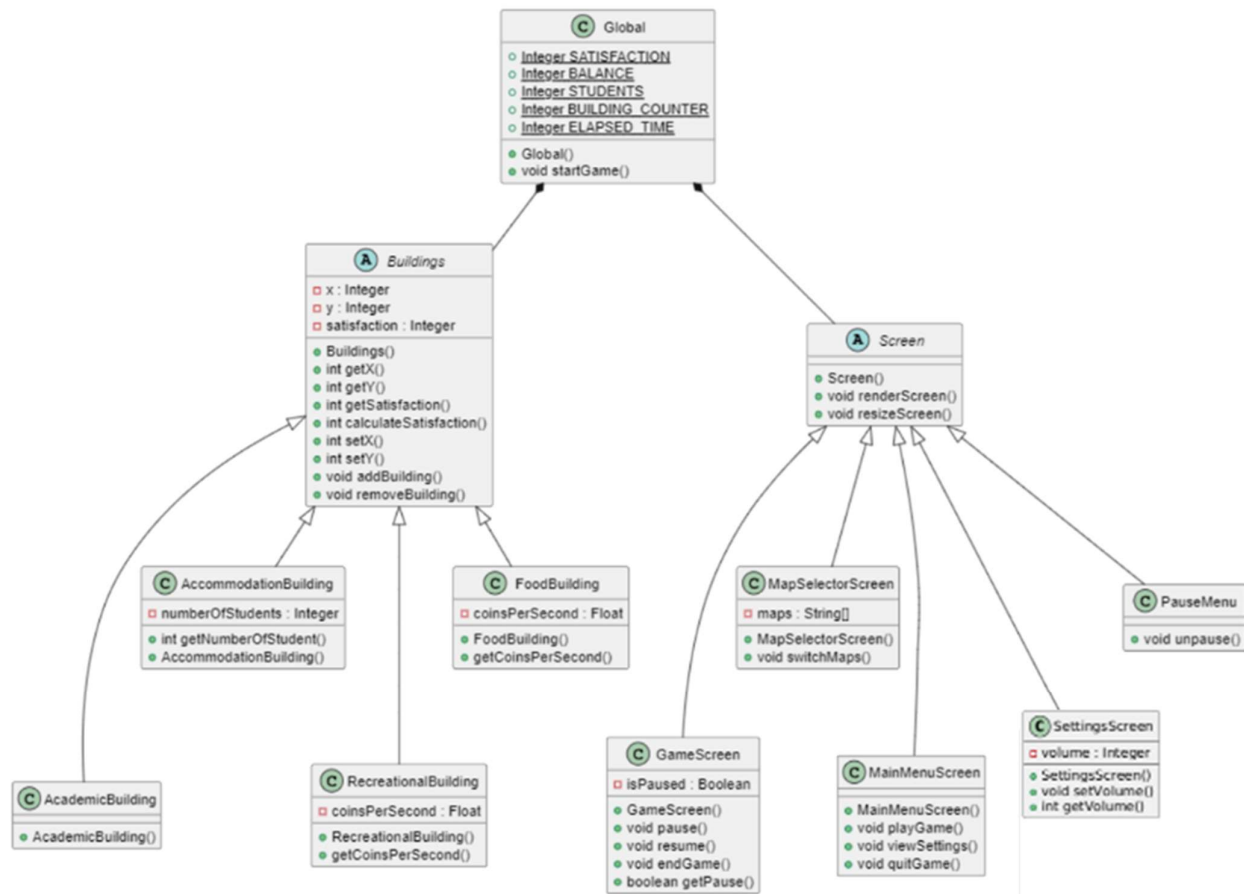 C Global
Integer SATISFACTION
Integer BALANCE
Integer STUDENTS
Integer BUILDING_COUNTER
Integer ELAPSED_TIME
Global()
void startGame()
A Buildings
x : Integer
y : Integer
satisfaction : Integer
Buildings()
int getX()
int getY()
int getSatisfaction()
int calculateSatisfaction()
int setX()
int setY()
void addBuilding()
void removeBuilding()
A Screen
Screen()
void renderScreen()
void resizeScreen()
C AccommodationBuilding
numberOfStudents : Integer
int getNumberOfStudent()
AccommodationBuilding()
C FoodBuilding
coinsPerSecond : Float
FoodBuilding()
getCoinsPerSecond()
C MapSelectorScreen
maps : String[]
MapSelectorScreen()
void switchMaps()
C PauseMenu
void unpause()
C AcademicBuilding
AcademicBuilding()
C RecreationalBuilding
coinsPerSecond : Float
RecreationalBuilding()
getCoinsPerSecond()
C GameScreen
isPaused : Boolean
GameScreen()
void pause()
void resume()
void endGame()
boolean getPause()
C MainMenuScreen
MainMenuScreen()
void playGame()
void viewSettings()
void quitGame()
C SettingsScreen
volume : Integer
SettingsScreen()
void setVolume()
int getVolume()